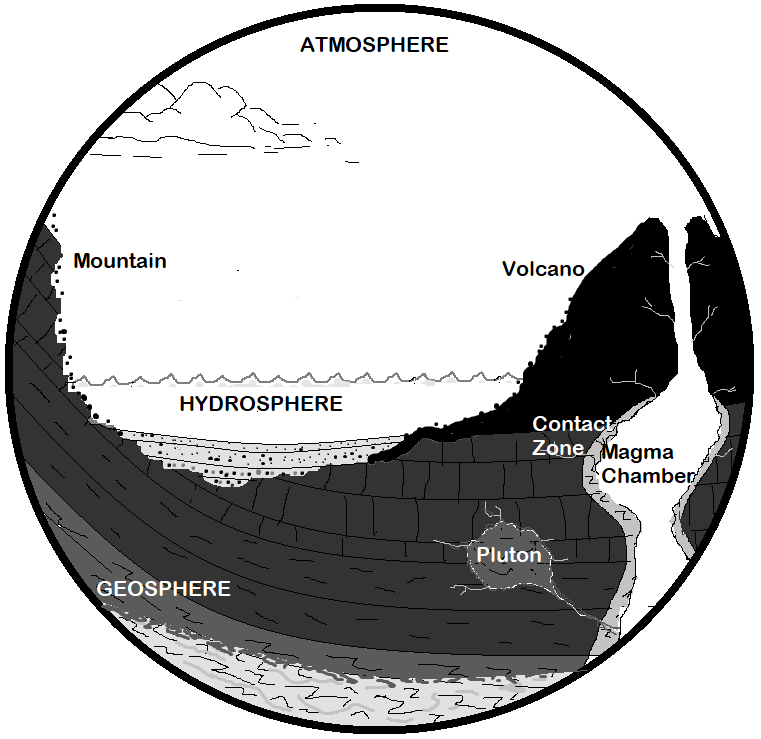 ATMOSPHERE
Mountain
Volcano
HYDROSPHERE
Contact
Zone
Magma
Chamber
Pluton
GEOSPHERE